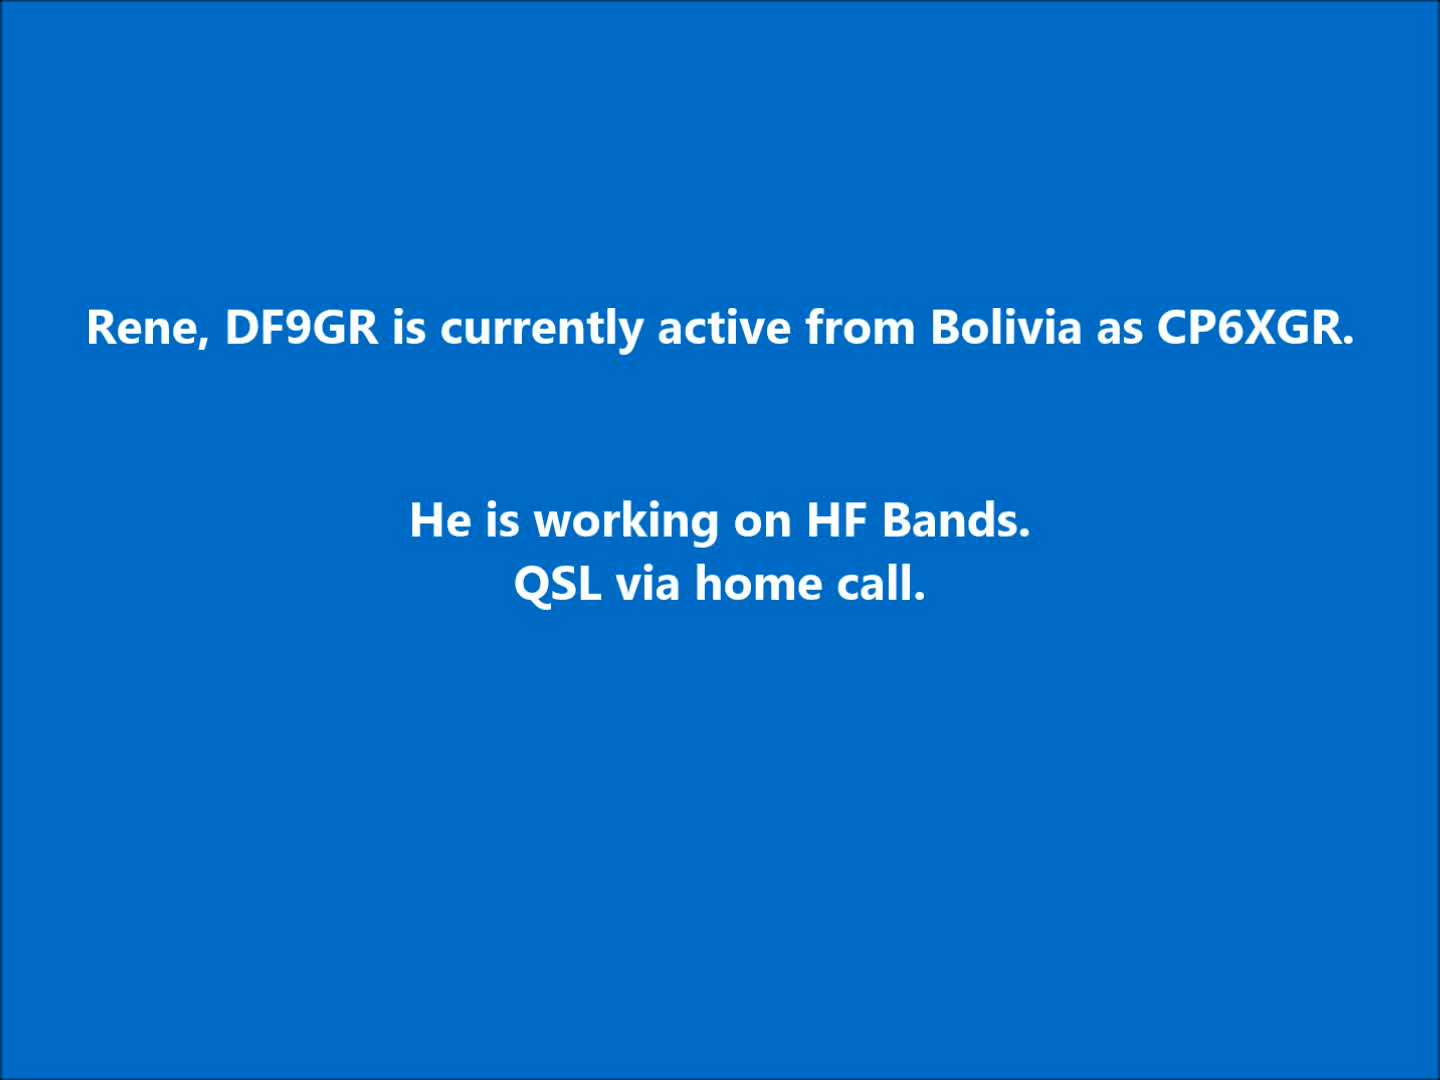 Rene, DF9GR is currently active from Bolivia as CP6XGR.
He is working on HF Bands.
QSL via home call.